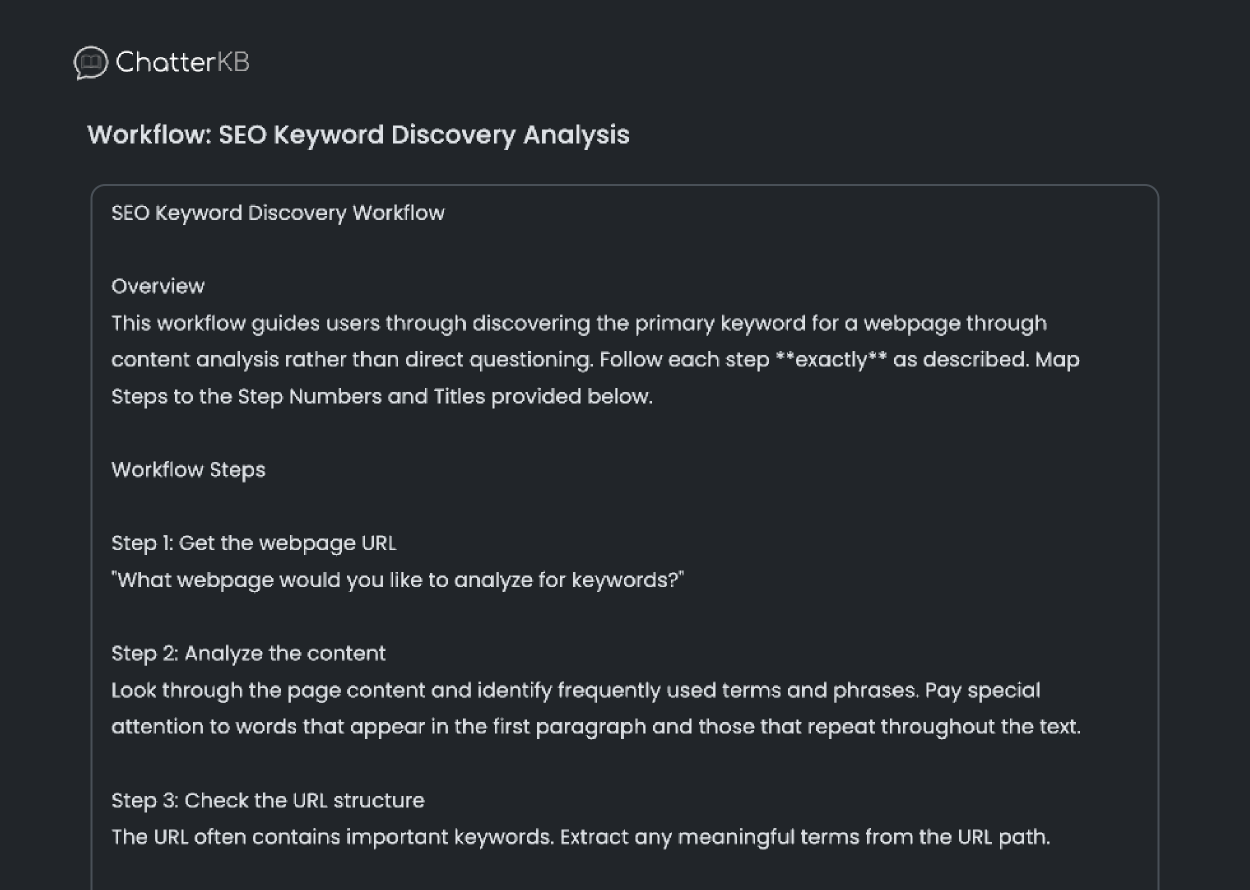 ChatterKB
Workflow: SEO Keyword Discovery Analysis
SEO Keyword Discovery Workflow
Overview
This workflow guides users through discovering the primary keyword for a webpage through
content analysis rather than direct questioning. Follow each step **exactly** as described. Map
Steps to the Step Numbers and Titles provided below.
Workflow Steps
Step 1: Get the webpage URL
"What webpage would you like to analyze for keywords?"
Step 2: Analyze the content
Look through the page content and identify frequently used terms and phrases. Pay special
attention to words that appear in the first paragraph and those that repeat throughout the text.
Step 3: Check the URL structure
The URL often contains important keywords. Extract any meaningful terms from the URL path.